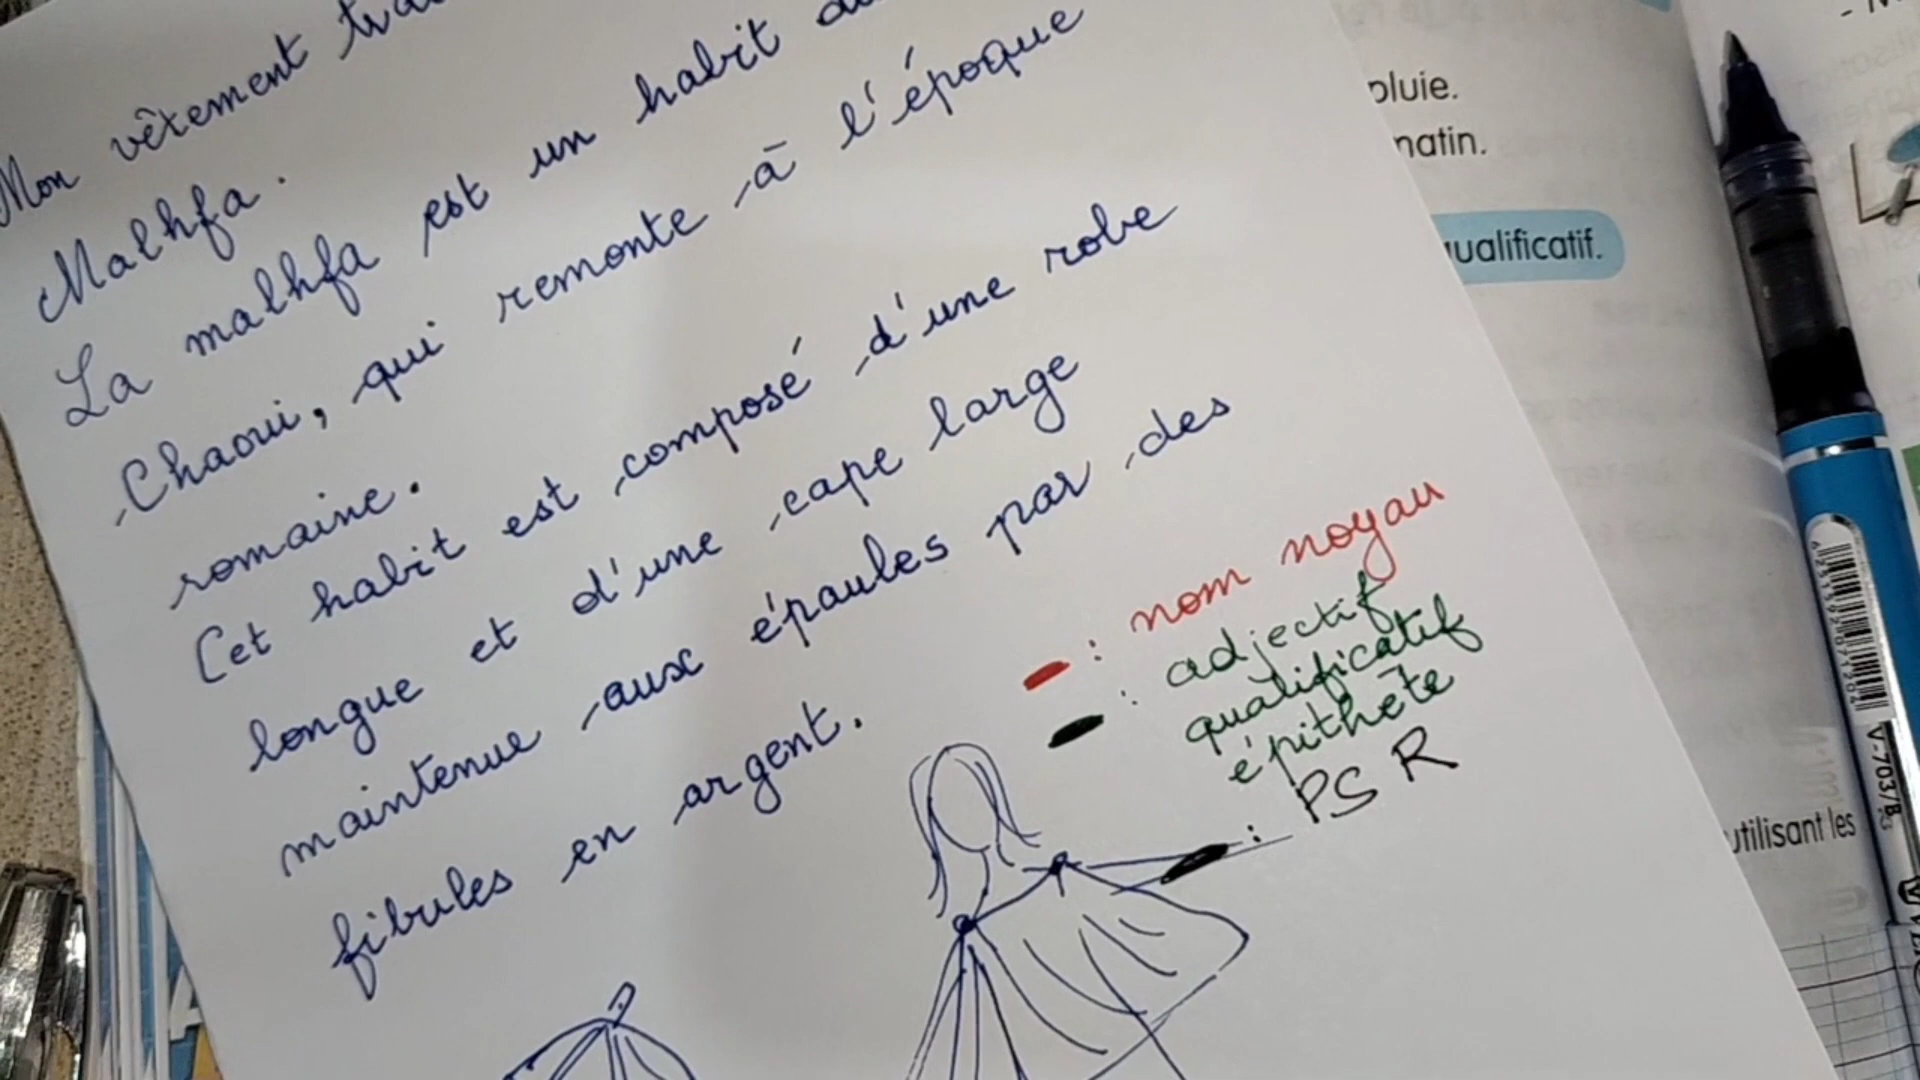 Mon vêtement
Malhfa.
La malhfa est un habit
Chaoui, qui remonte à l'époque
romaine.
Cet habit est composé d'une robe
longue et d'une cape large
maintenue aux épaules par des
fibules en argent.
: nom noyau
: adjectif
qualificatif
épithète
: PSR
pluie.
matin.
qualificatif.
utilisant les
V-703/B